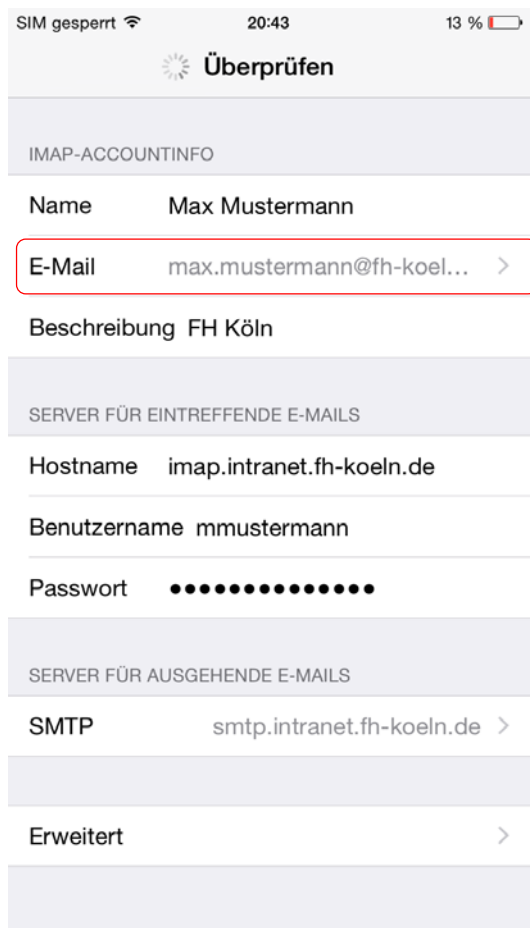 SIM gesperrt 20:43 13 %
Überprüfen
IMAP-ACCOUNTINFO
Name Max Mustermann
E-Mail max.mustermann@fh-koel...
Beschreibung FH Köln
SERVER FÜR EINTREFFENDE E-MAILS
Hostname imap.intranet.fh-koeln.de
Benutzername mmustermann
Passwort ••••••••••••••
SERVER FÜR AUSGEHENDE E-MAILS
SMTP smtp.intranet.fh-koeln.de
Erweitert